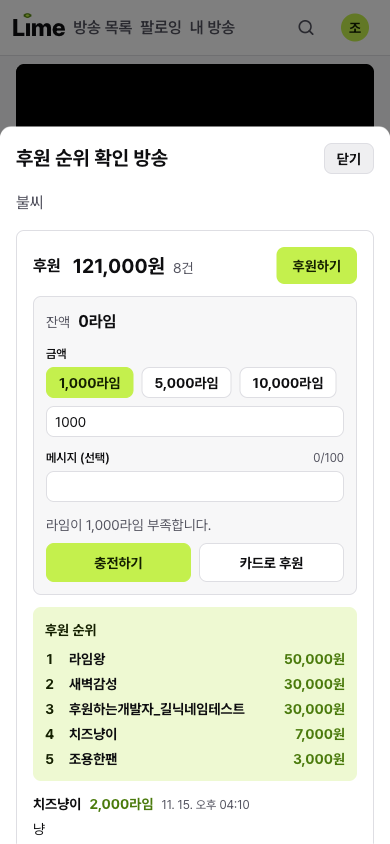 Lime 방송 목록 팔로잉 내 방송 조
후원 순위 확인 방송 닫기
불씨
후원 121,000원 8건 후원하기
잔액 0라임
금액
1,000라임 5,000라임 10,000라임
1000
메시지 (선택) 0/100
라임이 1,000라임 부족합니다.
충전하기 카드로 후원
후원 순위
1 라임왕 50,000원
2 새벽감성 30,000원
3 후원하는개발자_길닉네임테스트 30,000원
4 치즈냥이 7,000원
5 조용한팬 3,000원
치즈냥이 2,000라임 11. 15. 오후 04:10
냥